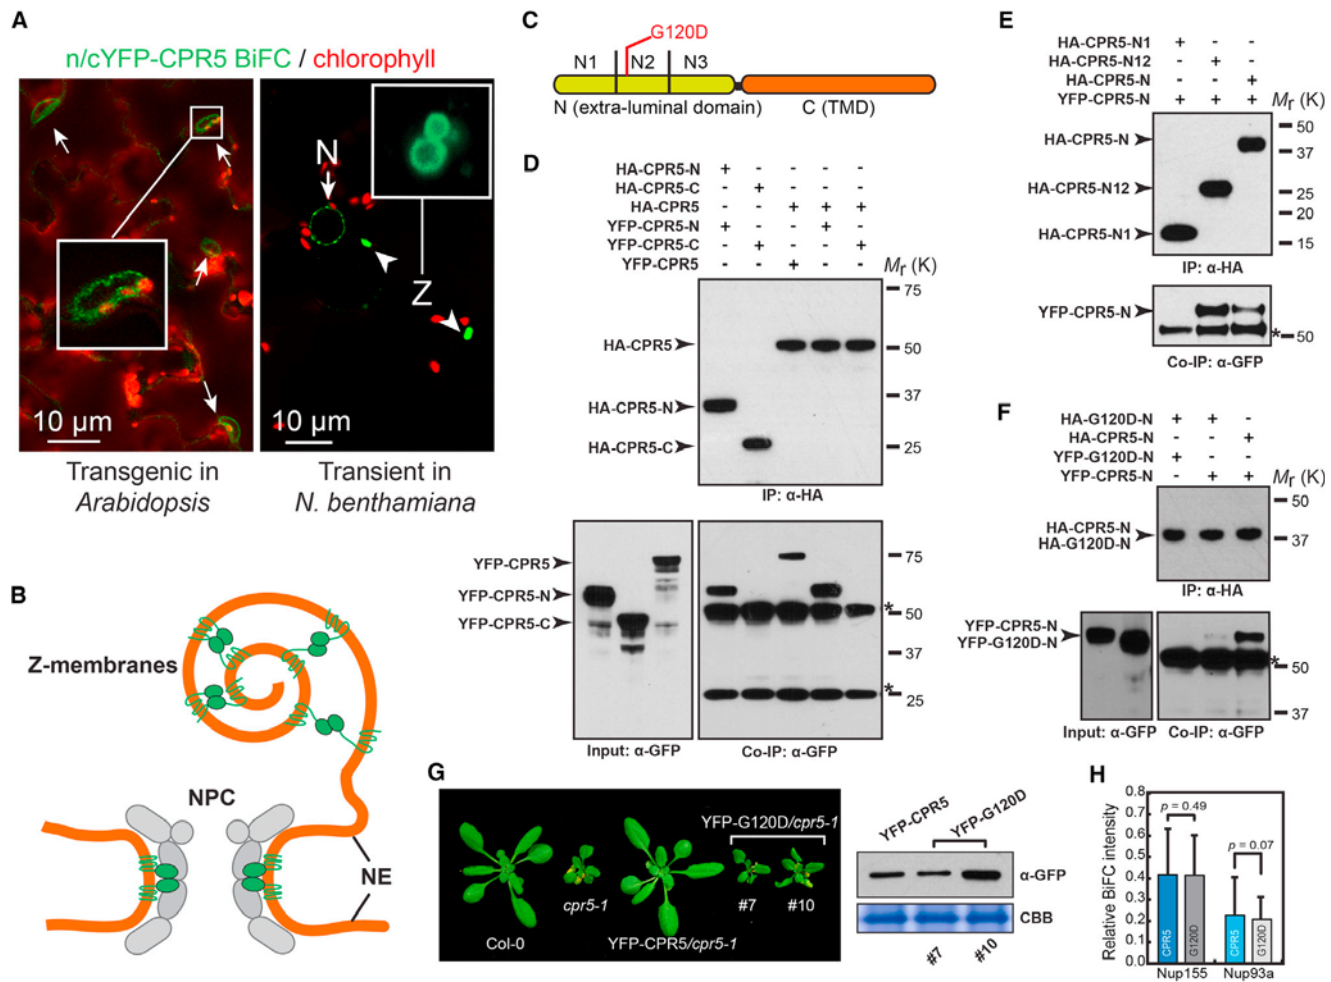 A
n/cYFP-CPR5 BiFC / chlorophyll
N
Z
10 µm
10 µm
Transgenic in
Arabidopsis
Transient in
N. benthamiana
B
Z-membranes
NPC
NE
C
G120D
N1 N2 N3
N (extra-luminal domain) C (TMD)
D
HA-CPR5-N + - - - -
HA-CPR5-C - + - - -
HA-CPR5 - - + + +
YFP-CPR5-N + - - + -
YFP-CPR5-C - + - - +
YFP-CPR5 - - + - -
Mr (K)
75
HA-CPR5 50
37
HA-CPR5-N
HA-CPR5-C 25
IP: α-HA
YFP-CPR5 75
YFP-CPR5-N
* 50
YFP-CPR5-C
37
* 25
Input: α-GFP Co-IP: α-GFP
E
HA-CPR5-N1 + - -
HA-CPR5-N12 - + -
HA-CPR5-N - - +
YFP-CPR5-N + + +
Mr (K)
50
HA-CPR5-N
37
HA-CPR5-N12
25
20
HA-CPR5-N1
15
IP: α-HA
YFP-CPR5-N
* 50
Co-IP: α-GFP
F
HA-G120D-N + + -
HA-CPR5-N - - +
YFP-G120D-N + - -
YFP-CPR5-N - + +
Mr (K)
50
HA-CPR5-N
HA-G120D-N
37
IP: α-HA
YFP-CPR5-N
YFP-G120D-N
* 50
37
Input: α-GFP Co-IP: α-GFP
G
YFP-G120D/cpr5-1
cpr5-1
#7 #10
Col-0 YFP-CPR5/cpr5-1
YFP-CPR5 YFP-G120D
α-GFP
CBB
#7 #10
H
Relative BiFC intensity
0.8
0.7
0.6
0.5
0.4
0.3
0.2
0.1
0.0
p = 0.49
p = 0.07
CPR5 G120D CPR5 G120D
Nup155 Nup93a